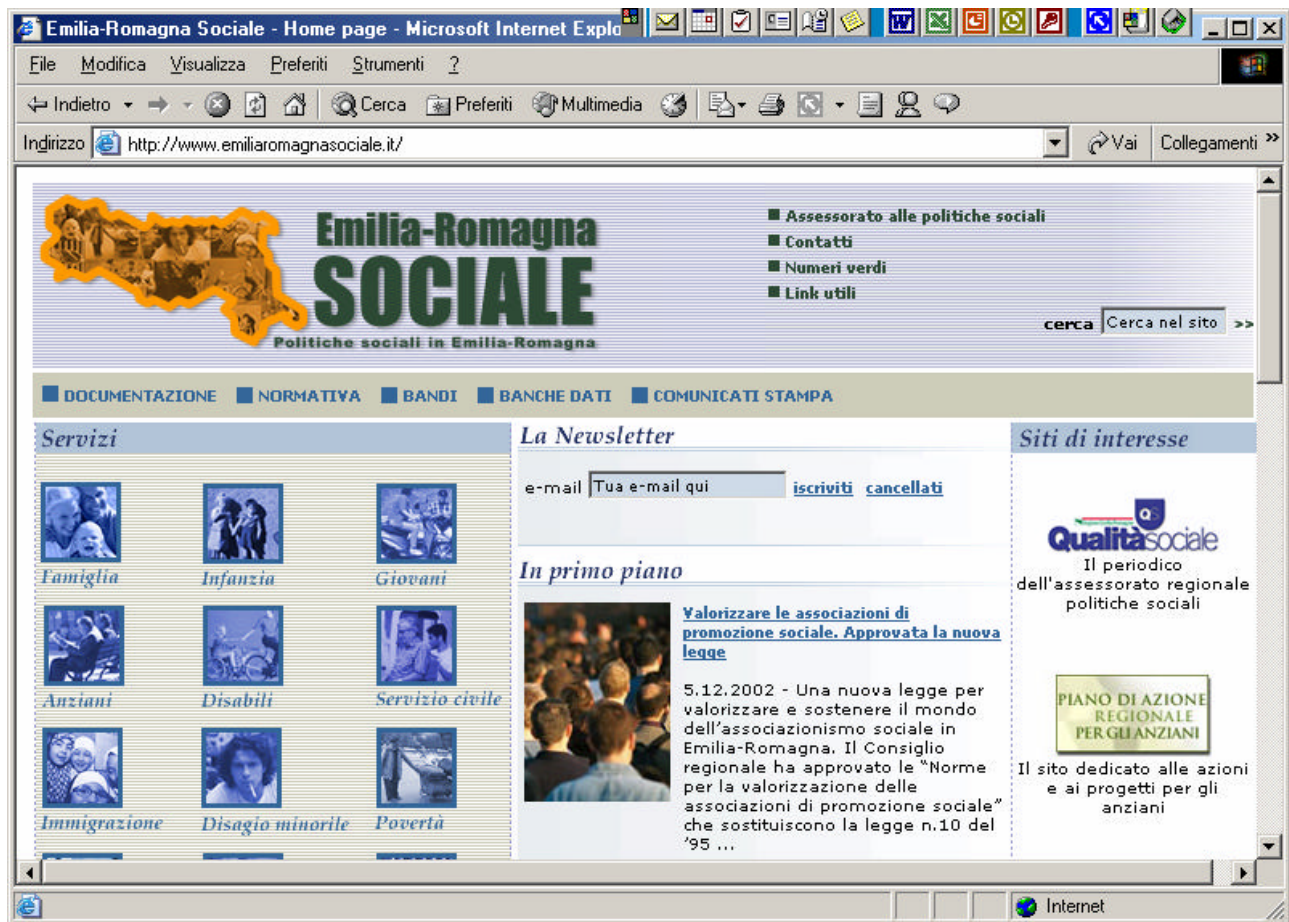 Emilia-Romagna Sociale - Home page - Microsoft Internet Explo
File Modifica Visualizza Preferiti Strumenti ?
Indietro Cerca Preferiti Multimedia
Indirizzo http://www.emiliaromagnasociale.it/ Vai Collegamenti »
Emilia-Romagna
SOCIALE
Politiche sociali in Emilia-Romagna
Assessorato alle politiche sociali
Contatti
Numeri verdi
Link utili
cerca Cerca nel sito >>
DOCUMENTAZIONE NORMATIVA BANDI BANCHE DATI COMUNICATI STAMPA
Servizi
Famiglia Infanzia Giovani
Anziani Disabili Servizio civile
Immigrazione Disagio minorile Povertà
La Newsletter
e-mail Tua e-mail qui iscriviti cancellati
In primo piano
Valorizzare le associazioni di
promozione sociale. Approvata la nuova
legge
5.12.2002 - Una nuova legge per
valorizzare e sostenere il mondo
dell'associazionismo sociale in
Emilia-Romagna. Il Consiglio
regionale ha approvato le "Norme
per la valorizzazione delle
associazioni di promozione sociale"
che sostituiscono la legge n.10 del
'95 ...
Siti di interesse
QS
Qualitàsociale
Il periodico
dell'assessorato regionale
politiche sociali
PIANO DI AZIONE
REGIONALE
PER GLI ANZIANI
Il sito dedicato alle azioni
e ai progetti per gli
anziani
Internet